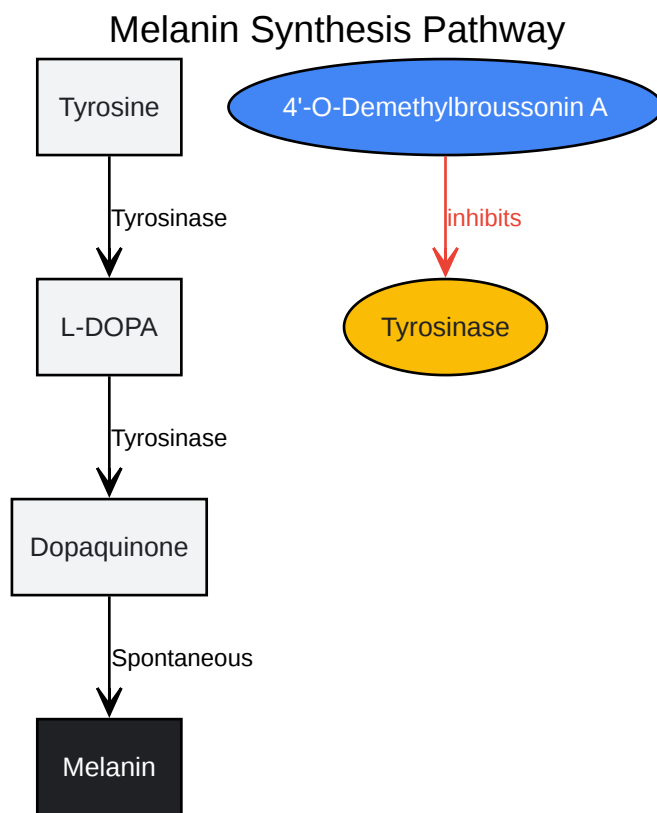 Melanin Synthesis Pathway
Tyrosine
4'-O-Demethylbroussonin A
Tyrosinase
inhibits
L-DOPA
Tyrosinase
Tyrosinase
Dopaquinone
Spontaneous
Melanin